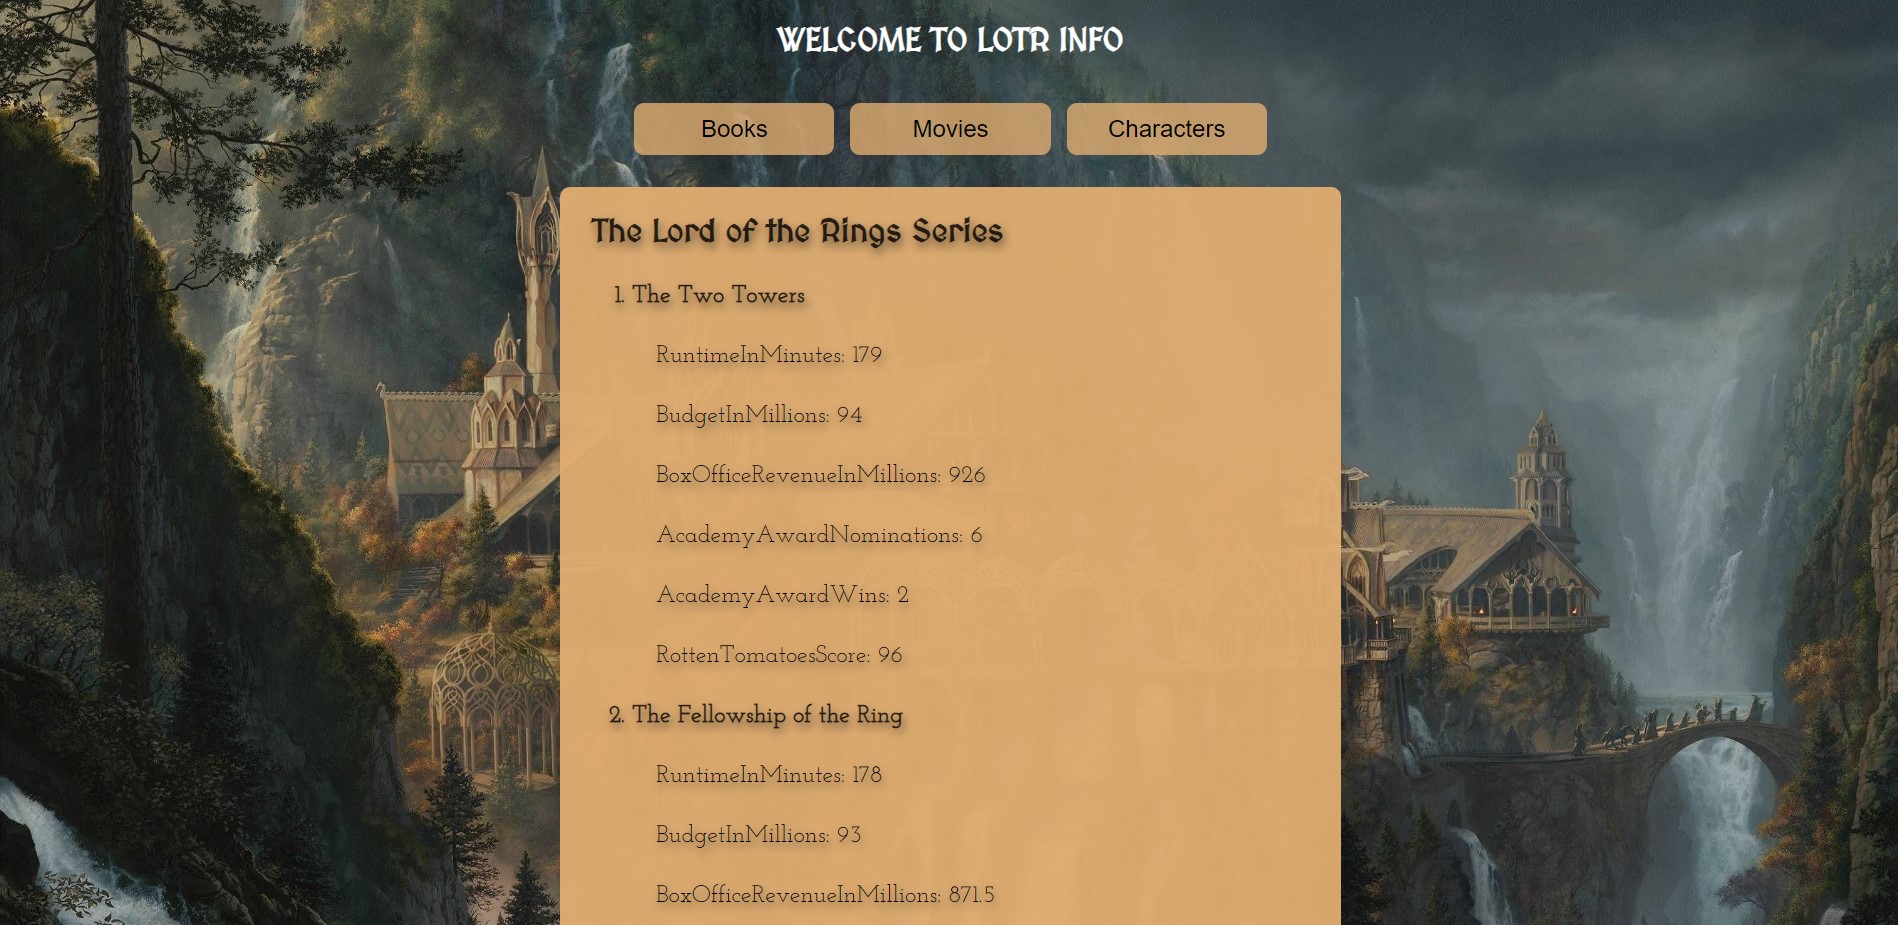 WELCOME TO LOTR INFO
Books Movies Characters
The Lord of the Rings Series
1. The Two Towers
RuntimeInMinutes: 179
BudgetInMillions: 94
BoxOfficeRevenueInMillions: 926
AcademyAwardNominations: 6
AcademyAwardWins: 2
RottenTomatoesScore: 96
2. The Fellowship of the Ring
RuntimeInMinutes: 178
BudgetInMillions: 93
BoxOfficeRevenueInMillions: 871.5